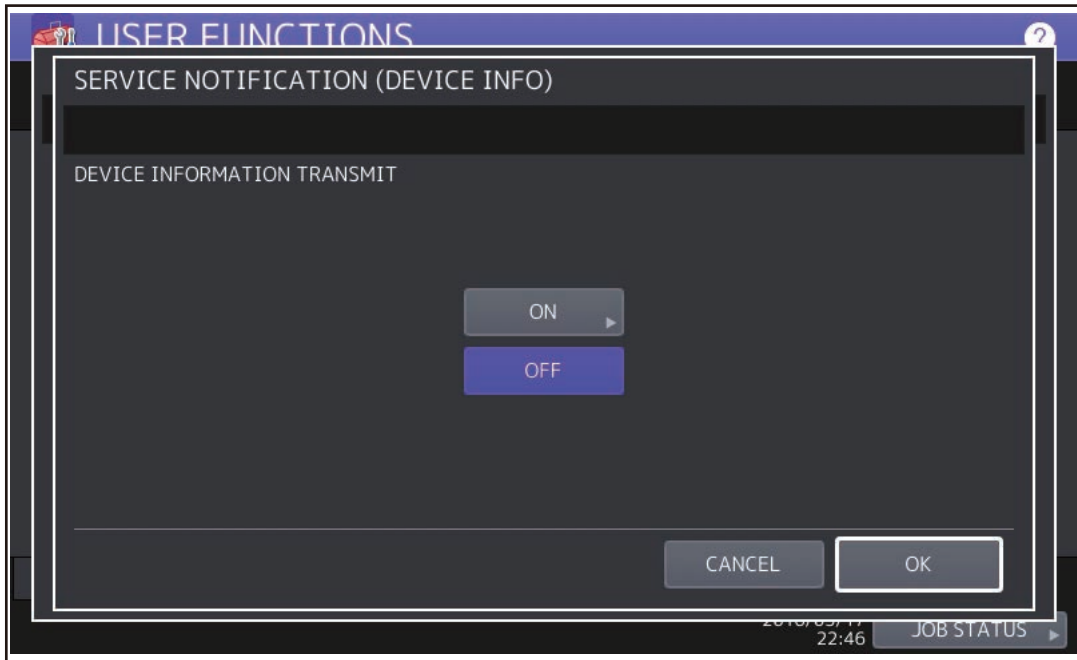 USER FUNCTIONS
?
SERVICE NOTIFICATION (DEVICE INFO)
DEVICE INFORMATION TRANSMIT
ON
OFF
CANCEL
OK
22:46
JOB STATUS